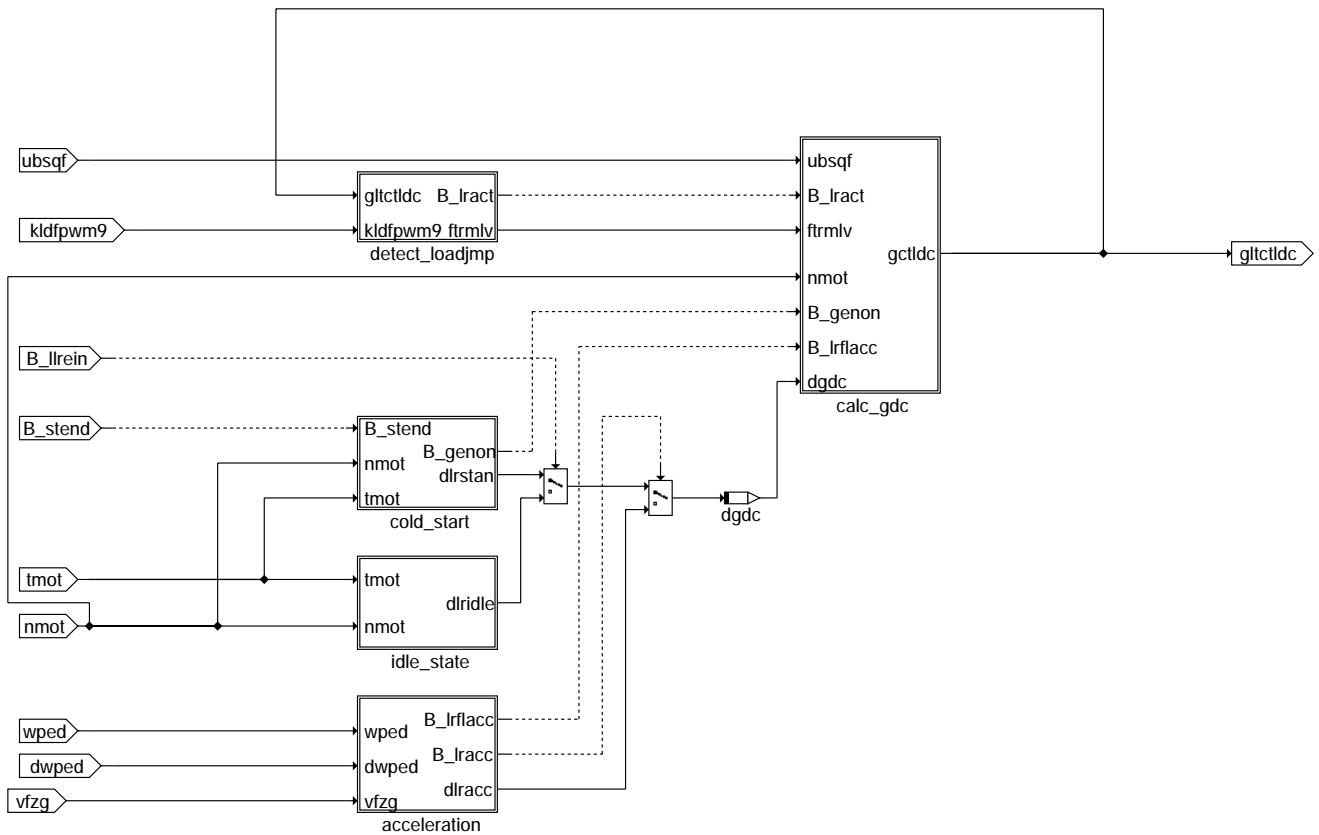 ubsqf
kldfpwm9
B_llrein
B_stend
tmot
nmot
wped
dwped
vfzg
gltctldc B_lract
kldfpwm9 ftrmlv
detect_loadjmp
B_stend
B_genon
nmot
dlrstan
tmot
cold_start
tmot
dlridle
nmot
idle_state
B_lrflacc
wped
B_lracc
dwped
dlracc
vfzg
acceleration
dgdc
ubsqf
B_lract
ftrmlv
gctldc
nmot
B_genon
B_lrflacc
dgdc
calc_gdc
gltctldc